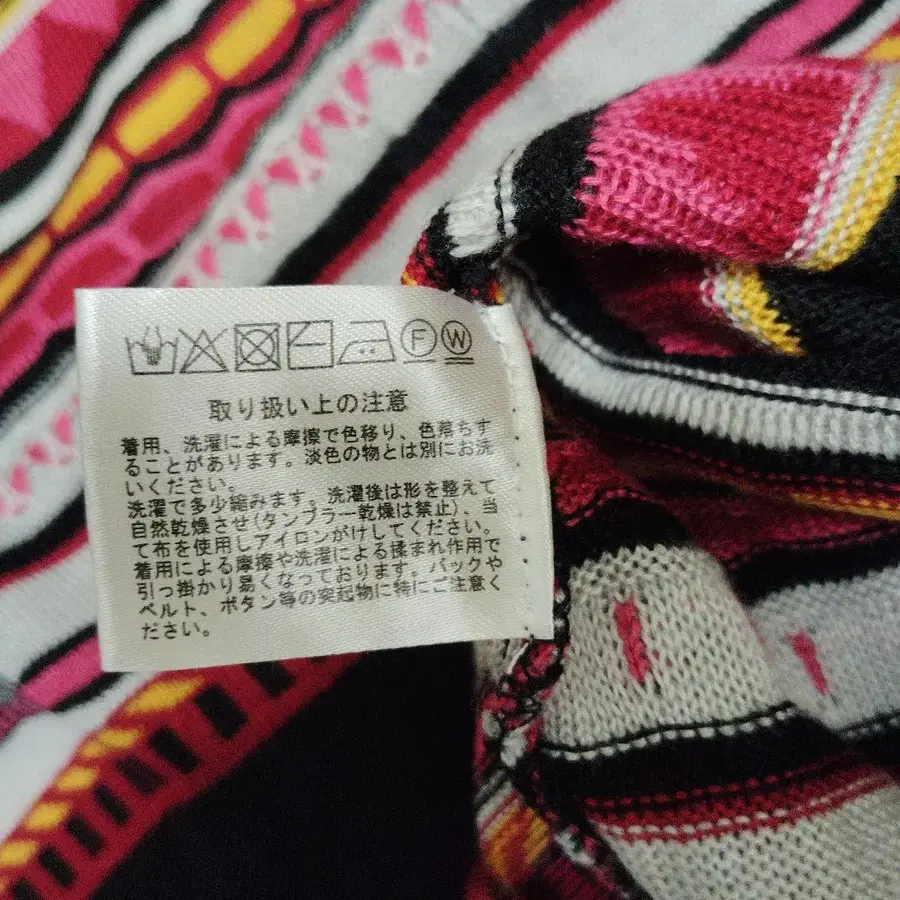 F W
取り扱い上の注意
着用、洗濯による摩擦で色移り、色落ちす
ることがあります。淡色の物とは別にお洗
いください。
洗濯で多少縮みます。洗濯後は形を整えて
自然乾燥させ(タンブラー乾燥は禁止)、当
て布を使用しアイロンがけしてください。
着用による摩擦や洗濯による揉まれ作用で
引っ掛かり易くなっております。バックや
ベルト、ボタン等の突起物に特にご注意く
ださい。